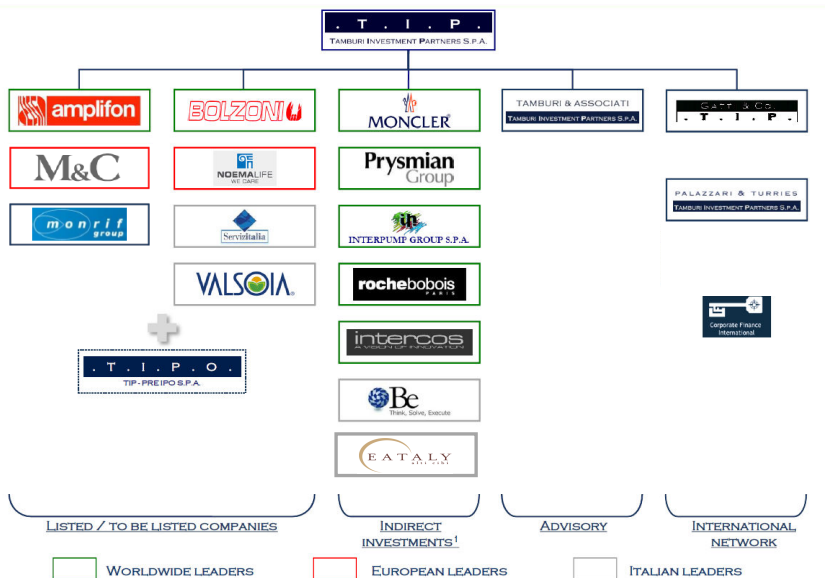 . T . I . P .
TAMBURI INVESTMENT PARTNERS S.P.A.
amplifon
BOLZONI
MONCLER
TAMBURI & ASSOCIATI
TAMBURI INVESTMENT PARTNERS S.P.A.
GATTI & CO.
. T . I . P .
M&C
NOEMALIFE
WE CARE
Prysmian
Group
PALAZZARI & TURRIES
TAMBURI INVESTMENT PARTNERS S.P.A.
monrif
group
Servizitalia
INTERPUMP GROUP S.P.A.
VALSOIA
rochebobois
PARIS
Corporate Finance
International
intercos
A VISION OF INNOVATION
. T . I . P . O .
TIP - PRE IPO S.P.A.
Be
Think, Solve, Execute
EATALY
LISTED / TO BE LISTED COMPANIES
INDIRECT
INVESTMENTS¹
ADVISORY
INTERNATIONAL
NETWORK
WORLDWIDE LEADERS
EUROPEAN LEADERS
ITALIAN LEADERS